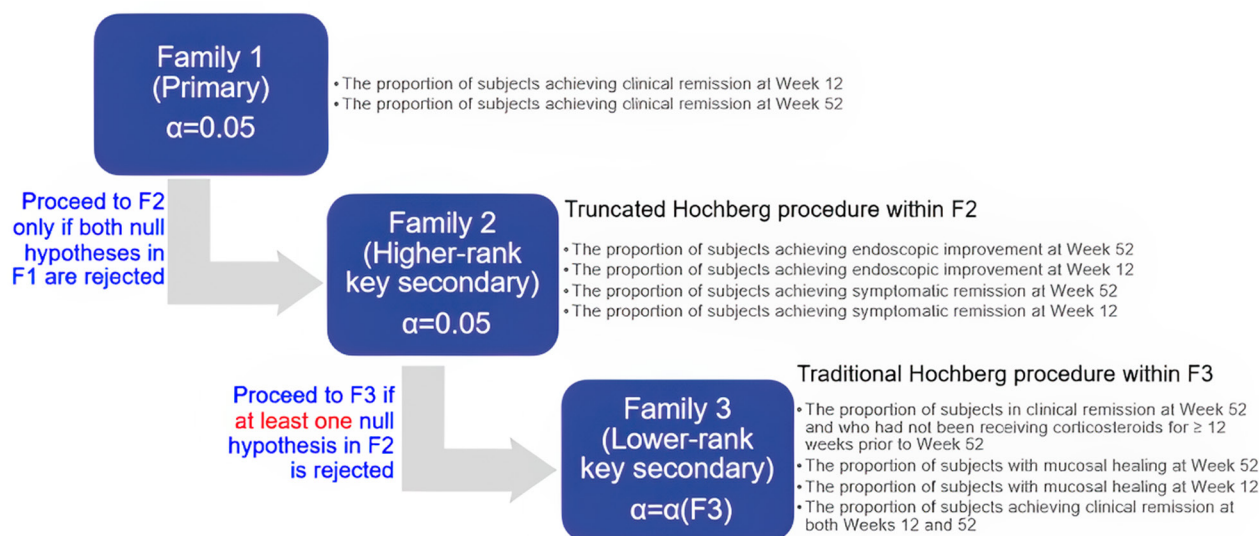 Family 1
(Primary)
α=0.05
• The proportion of subjects achieving clinical remission at Week 12
• The proportion of subjects achieving clinical remission at Week 52
Proceed to F2
only if both null
hypotheses in
F1 are rejected
Family 2
(Higher-rank
key secondary)
α=0.05
Truncated Hochberg procedure within F2
• The proportion of subjects achieving endoscopic improvement at Week 52
• The proportion of subjects achieving endoscopic improvement at Week 12
• The proportion of subjects achieving symptomatic remission at Week 52
• The proportion of subjects achieving symptomatic remission at Week 12
Proceed to F3 if
at least one null
hypothesis in F2
is rejected
Family 3
(Lower-rank
key secondary)
α=α(F3)
Traditional Hochberg procedure within F3
• The proportion of subjects in clinical remission at Week 52
and who had not been receiving corticosteroids for ≥ 12
weeks prior to Week 52
• The proportion of subjects with mucosal healing at Week 52
• The proportion of subjects with mucosal healing at Week 12
• The proportion of subjects achieving clinical remission at
both Weeks 12 and 52